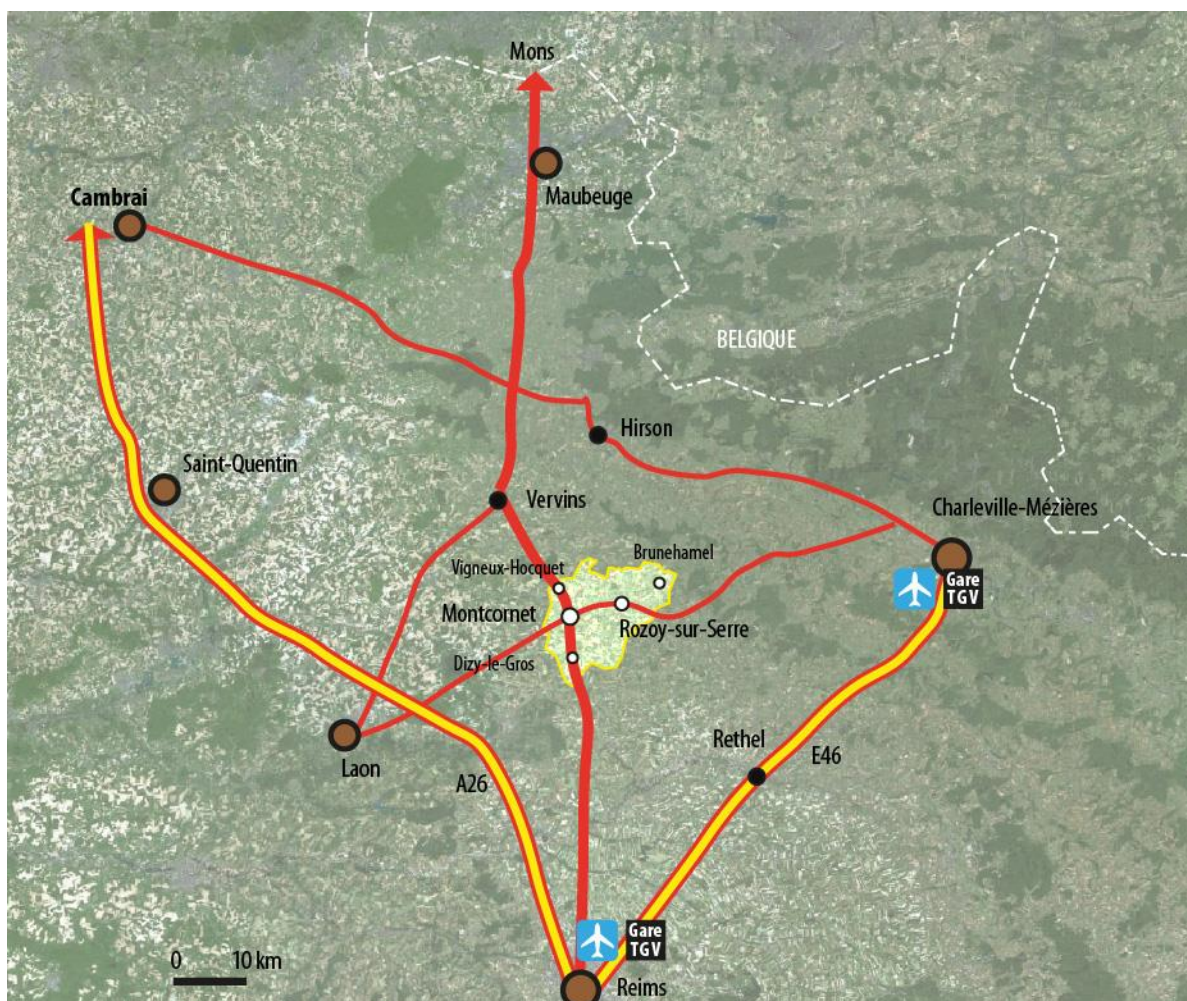 Mons
Maubeuge
Cambrai
BELGIQUE
Hirson
Saint-Quentin
Vervins
Charleville-Mézières
Brunehamel
Vigneux-Hocquet
Gare
TGV
Montcornet
Rozoy-sur-Serre
Dizy-le-Gros
Rethel
E46
Laon
A26
Gare
TGV
0 10 km
Reims